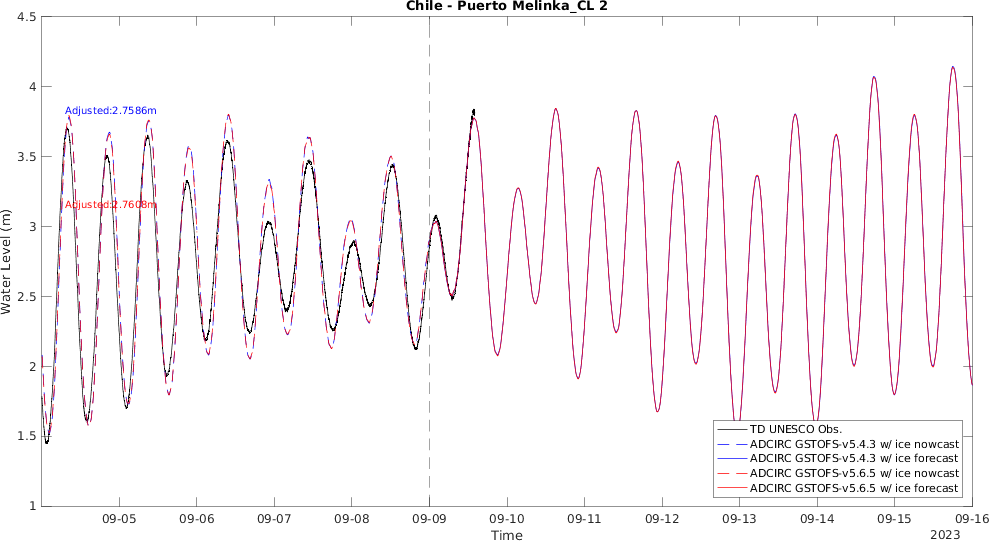 Chile - Puerto Melinka_CL 2
4.5
4
3.5
3
2.5
2
1.5
1
Water Level (m)
Adjusted:2.7586m
Adjusted:2.7608m
TD UNESCO Obs.
ADCIRC GSTOFS-v5.4.3 w/ ice nowcast
ADCIRC GSTOFS-v5.4.3 w/ ice forecast
ADCIRC GSTOFS-v5.6.5 w/ ice nowcast
ADCIRC GSTOFS-v5.6.5 w/ ice forecast
09-05 09-06 09-07 09-08 09-09 09-10 09-11 09-12 09-13 09-14 09-15 09-16
Time
2023